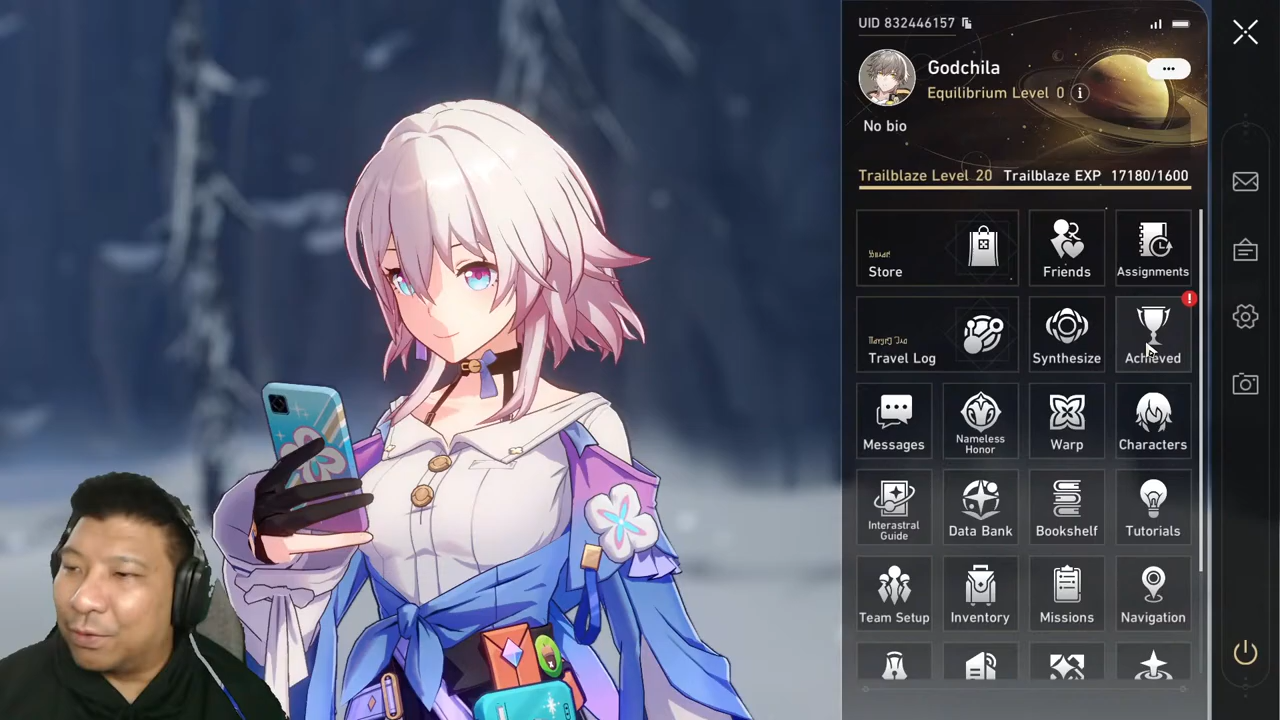 UID 832446157
Godchila
Equilibrium Level 0
No bio
Trailblaze Level 20 Trailblaze EXP 17180/1600
Store
Friends
Assignments
Travel Log
Synthesize
Achieved
Messages
Nameless Honor
Warp
Characters
Interastral Guide
Data Bank
Bookshelf
Tutorials
Team Setup
Inventory
Missions
Navigation